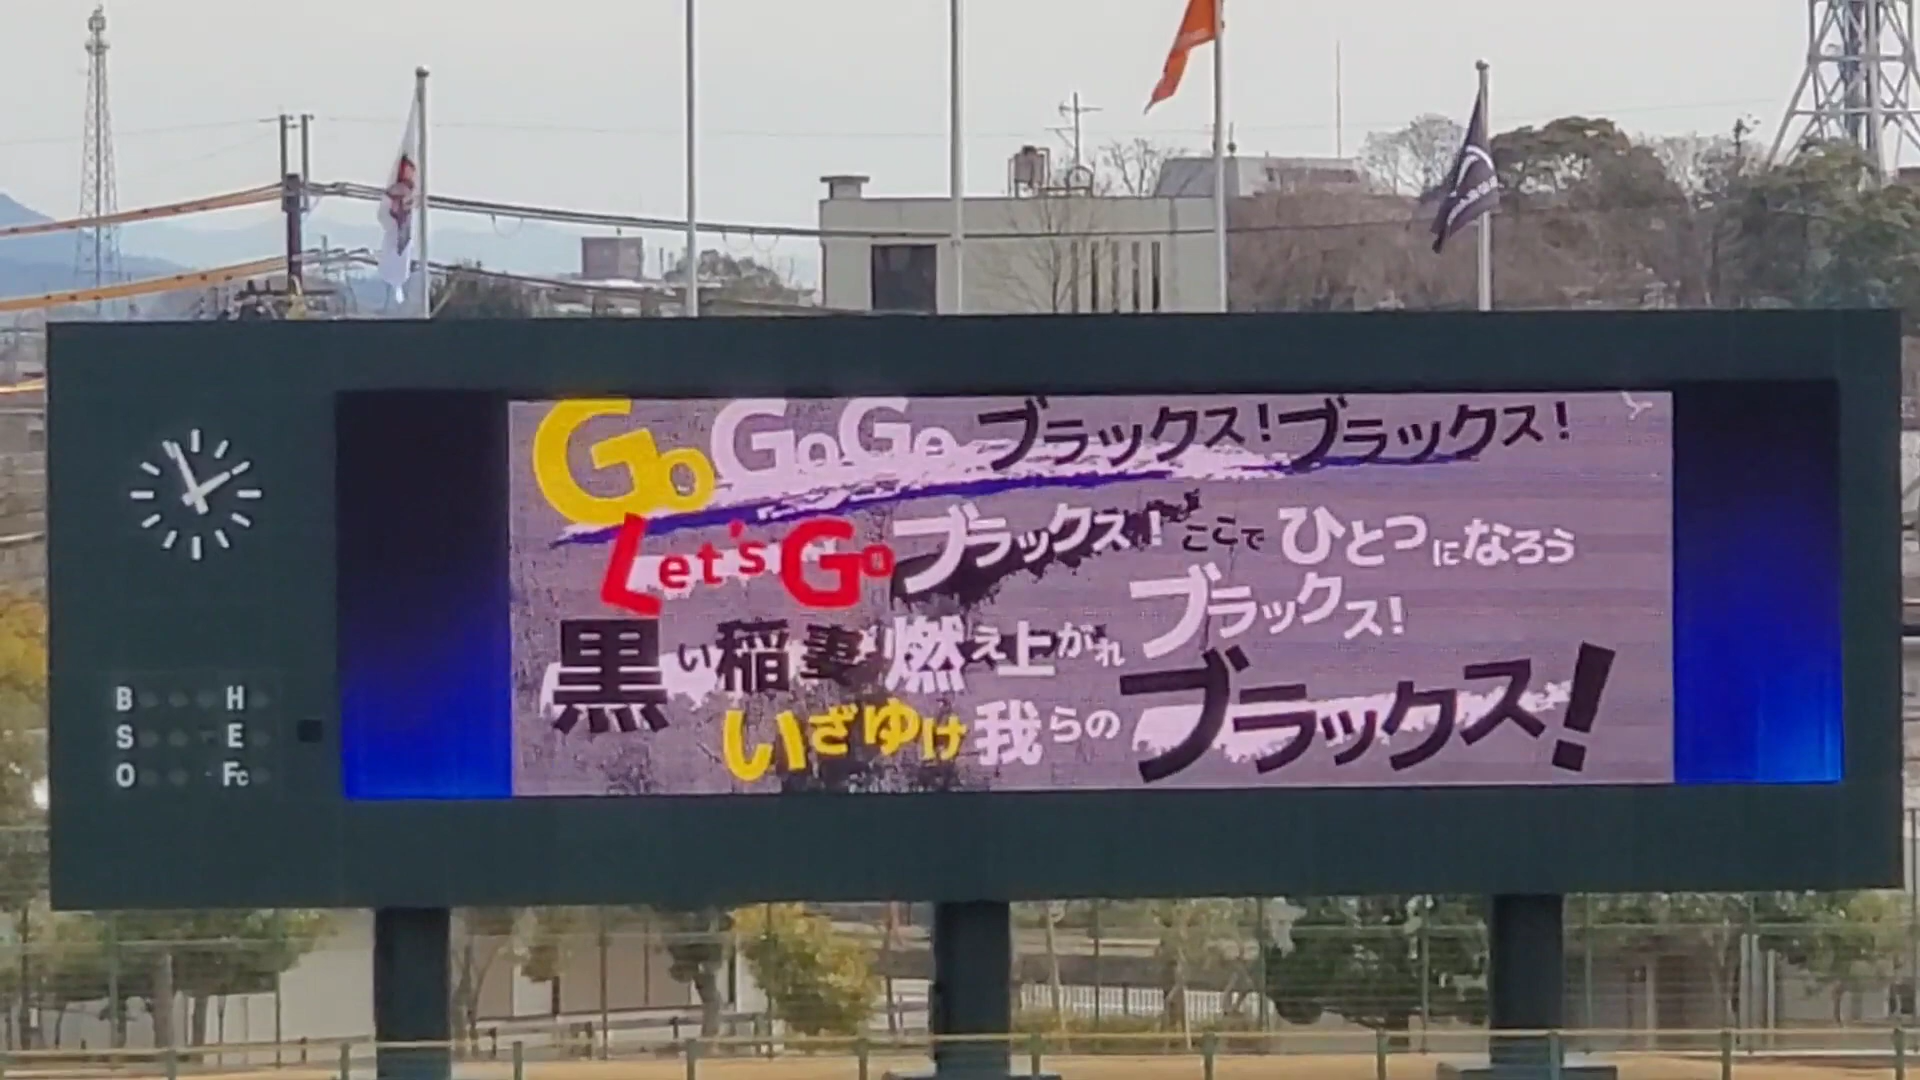 GoGoGo ブラックス！ブラックス！
Let's Go ブラックス！ここで ひとつになろう
黒い稲妻 燃え上がれ ブラックス！
いざゆけ 我らの ブラックス！
B H
S E
O Fc